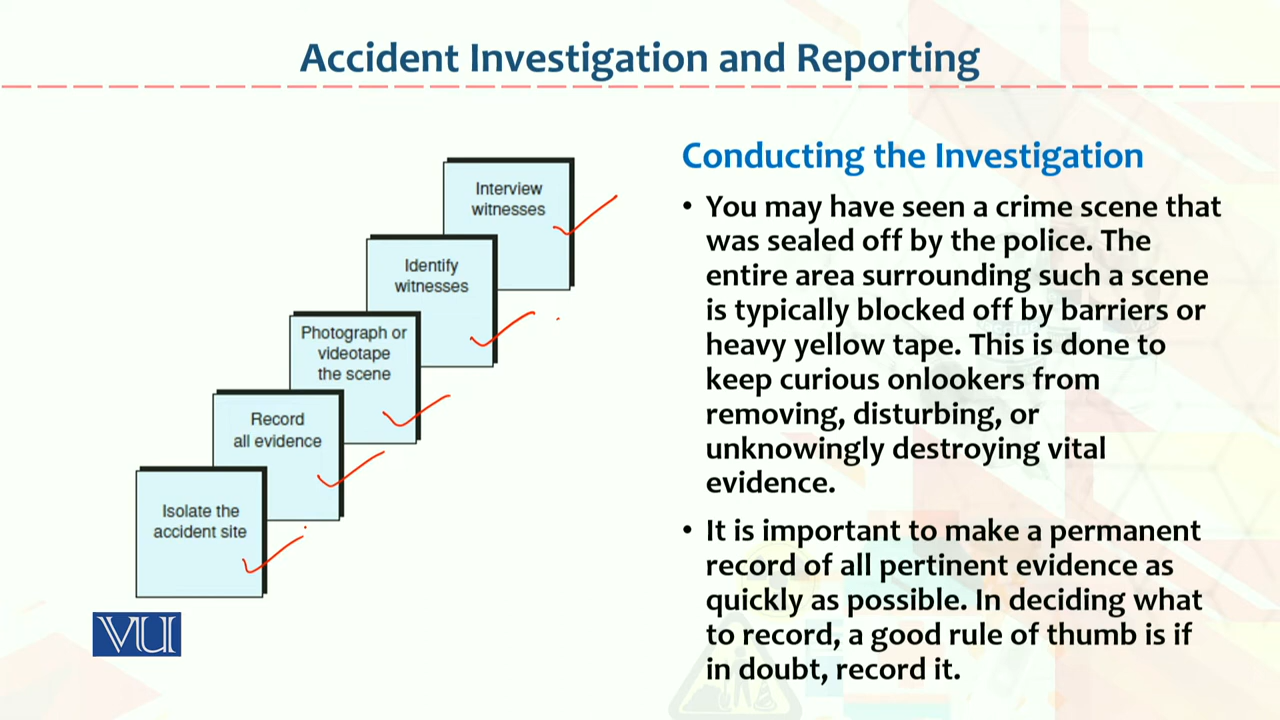 Accident Investigation and Reporting
Interview
witnesses
Identify
witnesses
Photograph or
videotape
the scene
Record
all evidence
Isolate the
accident site
VU
Conducting the Investigation
• You may have seen a crime scene that
was sealed off by the police. The
entire area surrounding such a scene
is typically blocked off by barriers or
heavy yellow tape. This is done to
keep curious onlookers from
removing, disturbing, or
unknowingly destroying vital
evidence.
• It is important to make a permanent
record of all pertinent evidence as
quickly as possible. In deciding what
to record, a good rule of thumb is if
in doubt, record it.